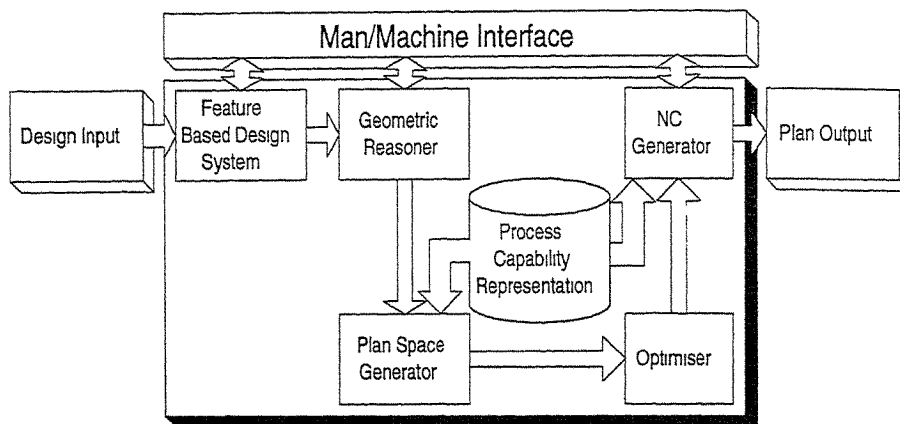 Man/Machine Interface
Design Input
Feature
Based Design
System
Geometric
Reasoner
NC
Generator
Plan Output
Process
Capability
Representation
Plan Space
Generator
Optimiser